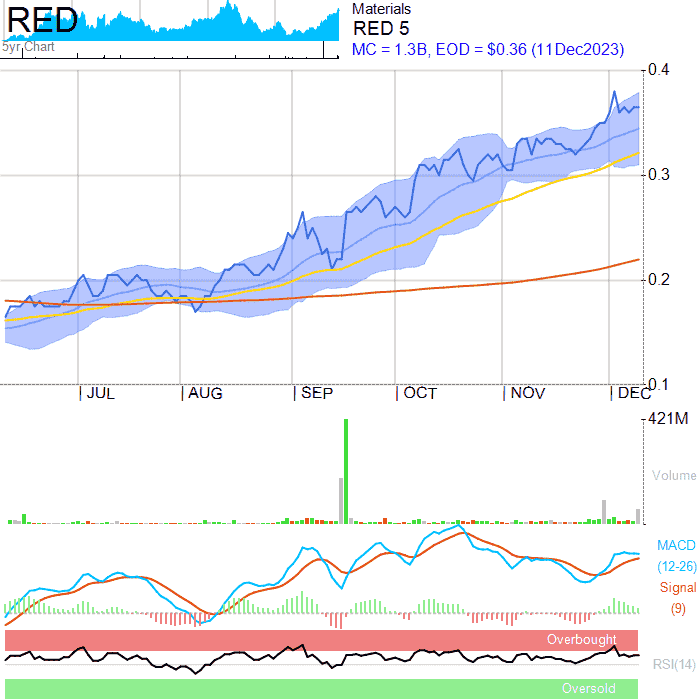 RED
5yr Chart
Materials
RED 5
MC = 1.3B, EOD = $0.36 (11Dec2023)
0.4
0.3
0.2
0.1
JUL
AUG
SEP
OCT
NOV
DEC
421M
Volume
MACD
(12-26)
Signal
(9)
Overbought
RSI(14)
Oversold